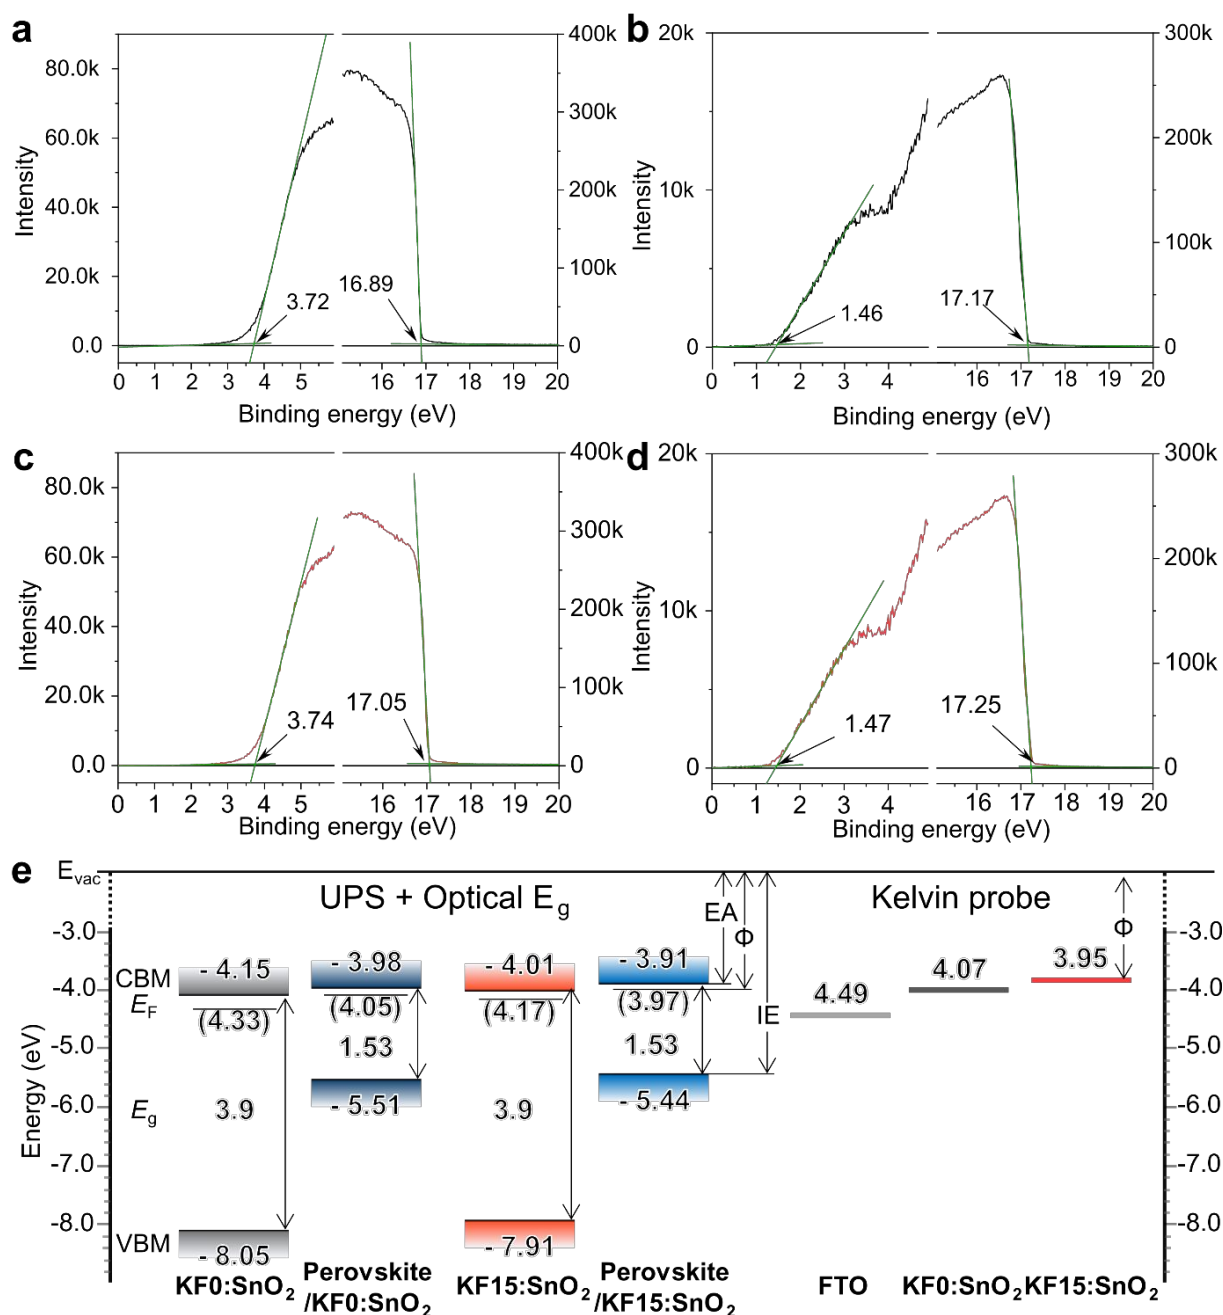 a
80.0k
60.0k
40.0k
20.0k
0.0
Intensity
400k
300k
200k
100k
0
3.72
16.89
0 1 2 3 4 5 16 17 18 19 20
Binding energy (eV)
b
20k
10k
0
Intensity
300k
200k
100k
0
1.46
17.17
0 1 2 3 4 16 17 18 19 20
Binding energy (eV)
c
80.0k
60.0k
40.0k
20.0k
0.0
Intensity
400k
300k
200k
100k
0
3.74
17.05
0 1 2 3 4 5 16 17 18 19 20
Binding energy (eV)
d
20k
10k
0
Intensity
300k
200k
100k
0
1.47
17.25
0 1 2 3 4 16 17 18 19 20
Binding energy (eV)
e
Evac
UPS + Optical Eg
Kelvin probe
EA
Φ
IE
Φ
Energy (eV)
-3.0
-4.0
-5.0
-6.0
-7.0
-8.0
CBM
EF
Eg
VBM
- 4.15
(4.33)
3.9
- 8.05
- 3.98
(4.05)
1.53
- 5.51
- 4.01
(4.17)
3.9
- 7.91
- 3.91
(3.97)
1.53
- 5.44
4.49
4.07
3.95
-3.0
-4.0
-5.0
-6.0
-7.0
-8.0
KF0:SnO2
Perovskite
/KF0:SnO2
KF15:SnO2
Perovskite
/KF15:SnO2
FTO
KF0:SnO2
KF15:SnO2